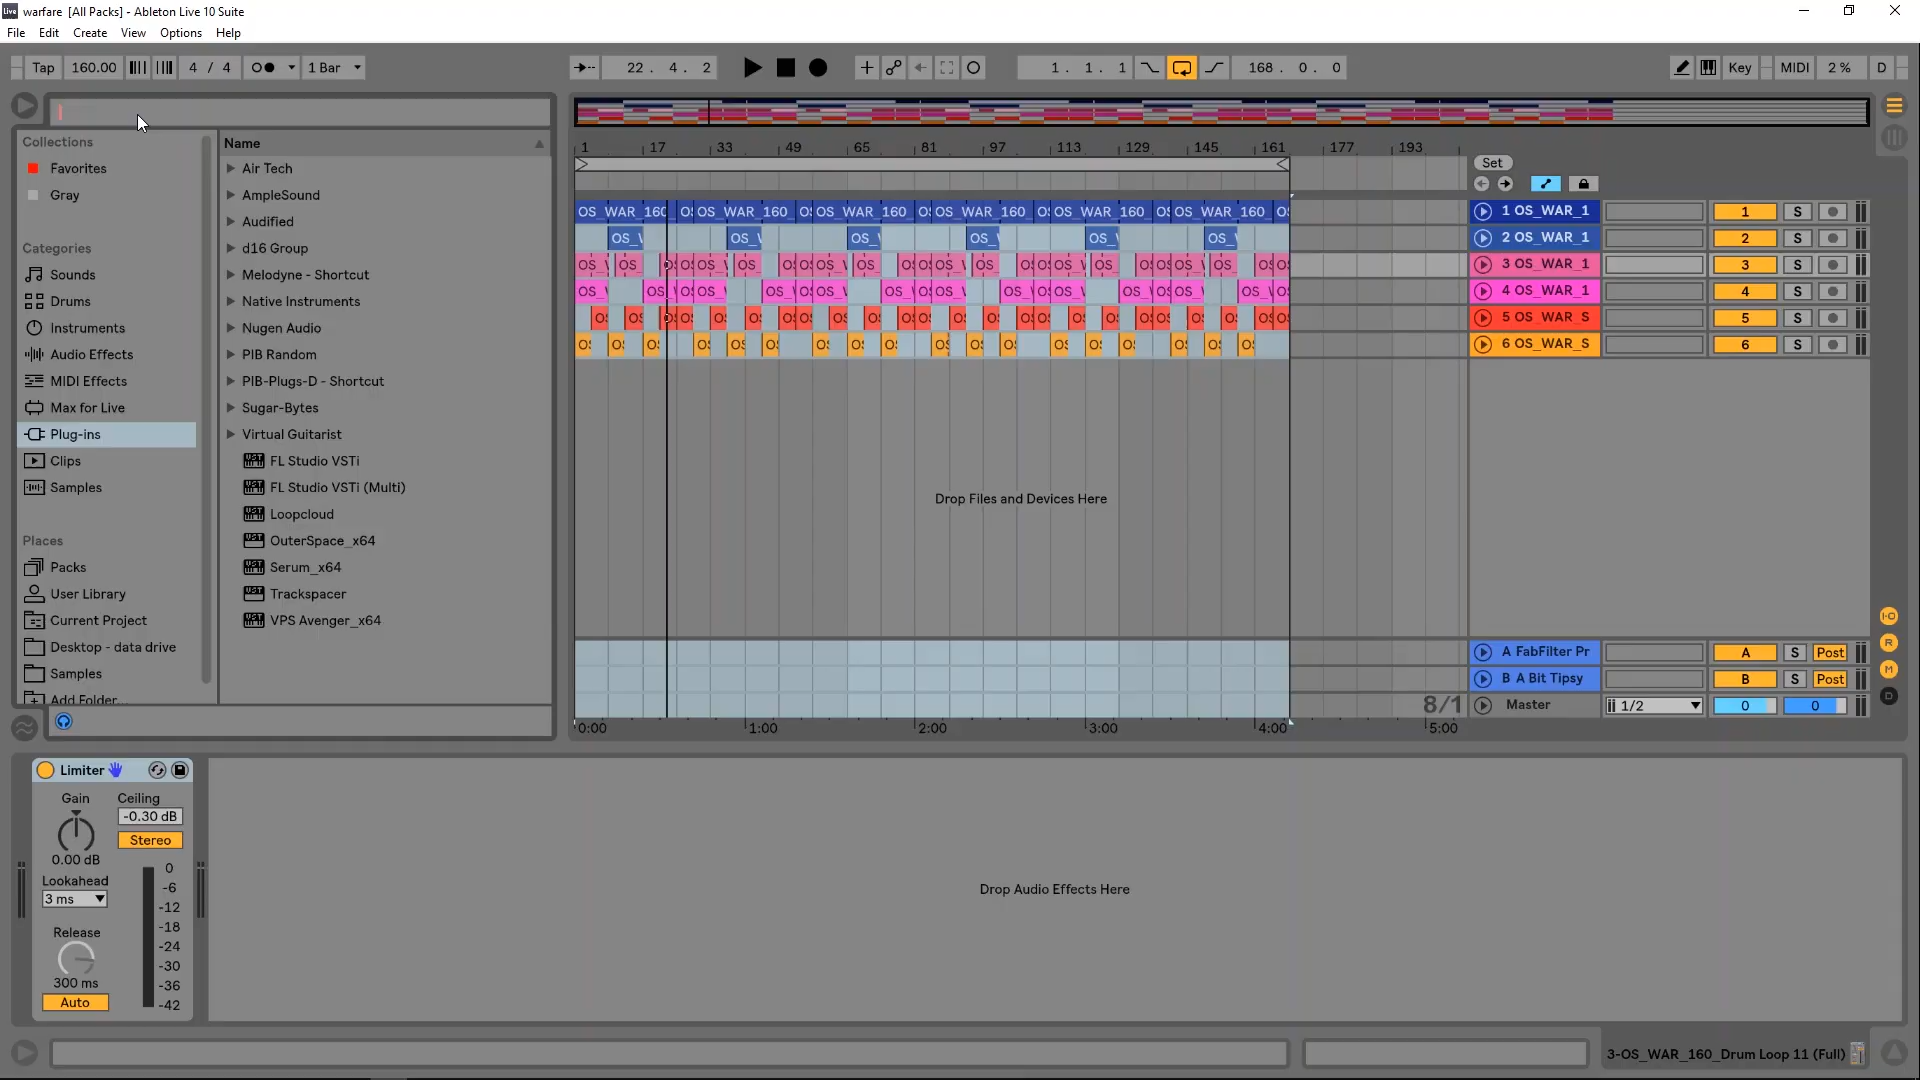 warfare [All Packs] - Ableton Live 10 Suite
File Edit Create View Options Help
Tap 160.00 4 / 4 1 Bar 22. 4. 2 1. 1. 1 168. 0. 0 Key MIDI 2 % D
Collections
Favorites
Gray
Categories
Sounds
Drums
Instruments
Audio Effects
MIDI Effects
Max for Live
Plug-ins
Clips
Samples
Places
Packs
User Library
Current Project
Desktop - data drive
Samples
Add Folder...
Name
Air Tech
AmpleSound
Audified
d16 Group
Melodyne - Shortcut
Native Instruments
Nugen Audio
PIB Random
PIB-Plugs-D - Shortcut
Sugar-Bytes
Virtual Guitarist
FL Studio VSTi
FL Studio VSTi (Multi)
Loopcloud
OuterSpace_x64
Serum_x64
Trackspacer
VPS Avenger_x64
1 17 33 49 65 81 97 113 129 145 161 177 193
Set
OS_WAR_160 OS_WAR_160 OS_WAR_160 OS_WAR_160 OS_WAR_160 OS_WAR_160
1 OS_WAR_1 1 S
2 OS_WAR_1 2 S
3 OS_WAR_1 3 S
4 OS_WAR_1 4 S
5 OS_WAR_S 5 S
6 OS_WAR_S 6 S
Drop Files and Devices Here
A FabFilter Pr A S Post
B A Bit Tipsy B S Post
8/1 Master 1/2 0 0
0:00 1:00 2:00 3:00 4:00 5:00
I·O
R
M
D
Limiter
Gain
0.00 dB
Lookahead
3 ms
Release
300 ms
Auto
Ceiling
-0.30 dB
Stereo
0
-6
-12
-18
-24
-30
-36
-42
Drop Audio Effects Here
3-OS_WAR_160_Drum Loop 11 (Full)